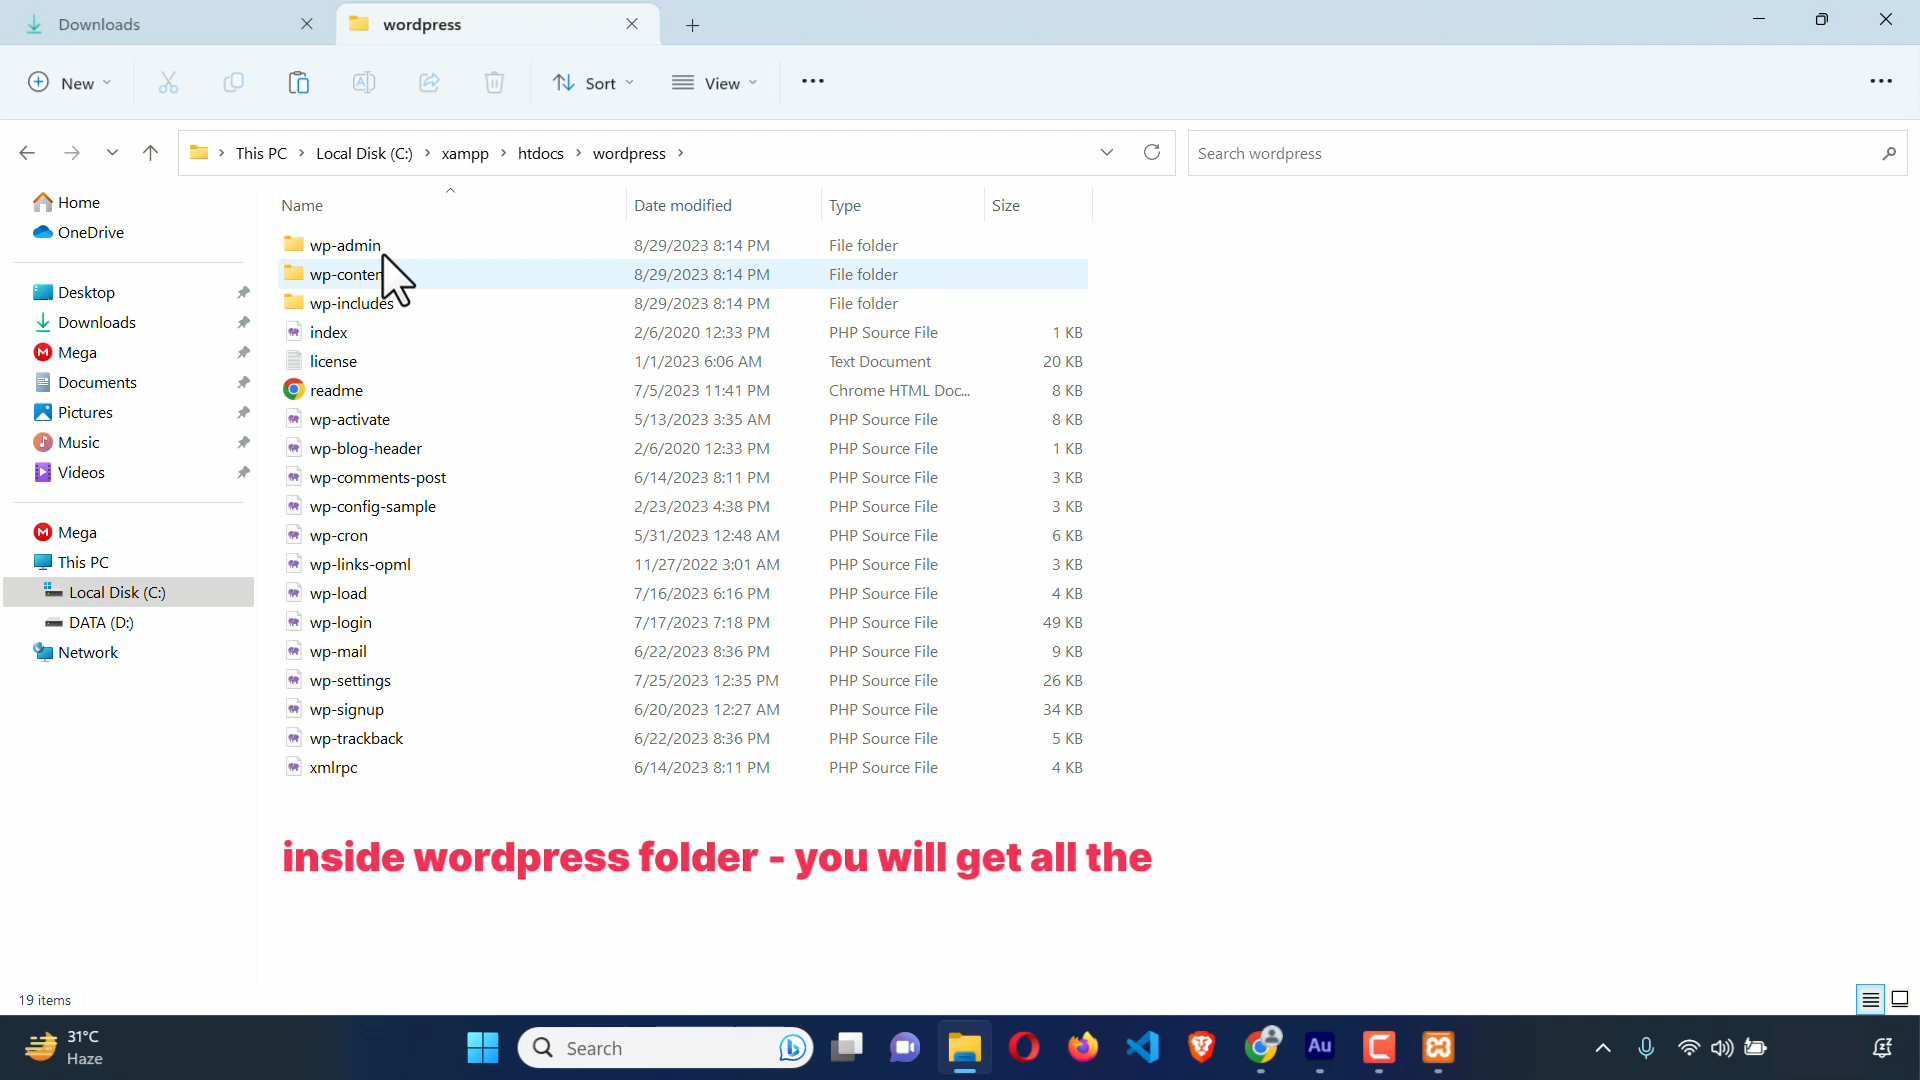 Downloads
wordpress
New
Sort
View
This PC > Local Disk (C:) > xampp > htdocs > wordpress >
Search wordpress
Home
OneDrive
Desktop
Downloads
Mega
Documents
Pictures
Music
Videos
Mega
This PC
Local Disk (C:)
DATA (D:)
Network
Name Date modified Type Size
wp-admin 8/29/2023 8:14 PM File folder
wp-conten 8/29/2023 8:14 PM File folder
wp-includes 8/29/2023 8:14 PM File folder
index 2/6/2020 12:33 PM PHP Source File 1 KB
license 1/1/2023 6:06 AM Text Document 20 KB
readme 7/5/2023 11:41 PM Chrome HTML Doc... 8 KB
wp-activate 5/13/2023 3:35 AM PHP Source File 8 KB
wp-blog-header 2/6/2020 12:33 PM PHP Source File 1 KB
wp-comments-post 6/14/2023 8:11 PM PHP Source File 3 KB
wp-config-sample 2/23/2023 4:38 PM PHP Source File 3 KB
wp-cron 5/31/2023 12:48 AM PHP Source File 6 KB
wp-links-opml 11/27/2022 3:01 AM PHP Source File 3 KB
wp-load 7/16/2023 6:16 PM PHP Source File 4 KB
wp-login 7/17/2023 7:18 PM PHP Source File 49 KB
wp-mail 6/22/2023 8:36 PM PHP Source File 9 KB
wp-settings 7/25/2023 12:35 PM PHP Source File 26 KB
wp-signup 6/20/2023 12:27 AM PHP Source File 34 KB
wp-trackback 6/22/2023 8:36 PM PHP Source File 5 KB
xmlrpc 6/14/2023 8:11 PM PHP Source File 4 KB
inside wordpress folder - you will get all the
19 items
31°C
Haze
Search
Au